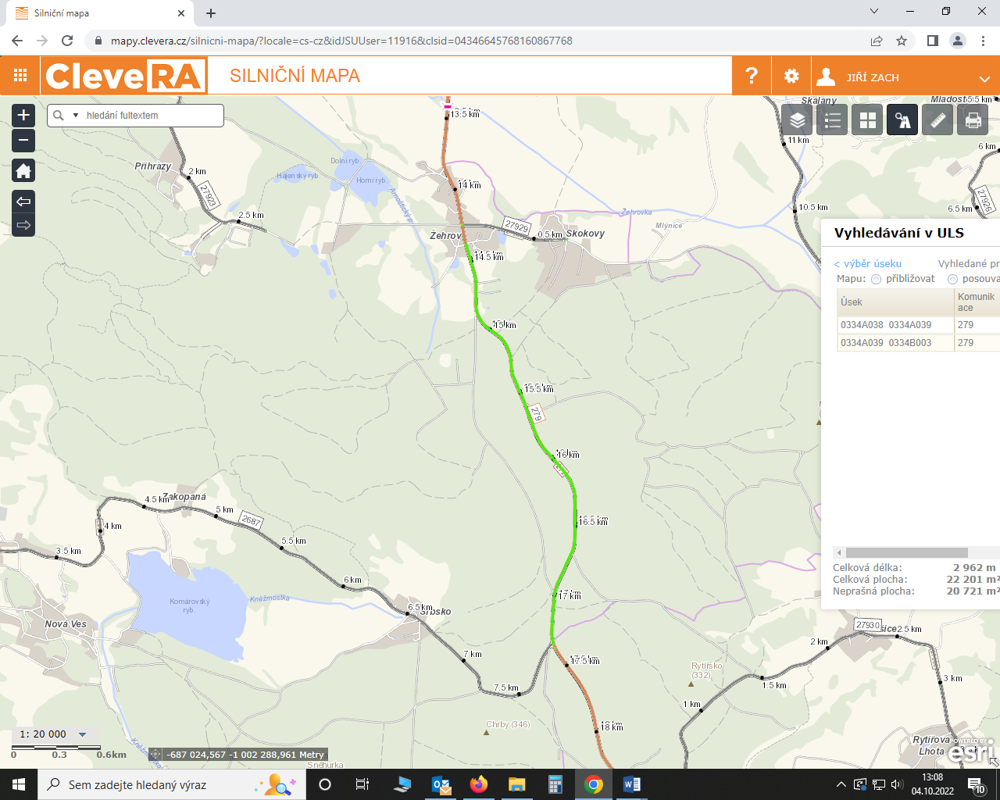 Silniční mapa
mapy.clevera.cz/silnicni-mapa/?locale=cs-cz&idJSUUser=11916&clsid=04346645768160867768
CleveRA
SILNIČNÍ MAPA
?
JIŘÍ ZACH
hledání fultextem
13.5 km
Skalany
5.5 km
11 km
6 km
Příhrazy
2 km
Dolní ryb.
Hájenský ryb.
Horní ryb.
Arnoštický p.
14 km
27923
27926
10.5 km
6.5 km
2.5 km
Žehrovka
Mlýnice
27929
Žehrov
0.5 km
Skokovy
14.5 km
15 km
15.5 km
279
16 km
16.5 km
17 km
17.5 km
18 km
Vyhledávání v ULS
< výběr úseku
Vyhledané pr
Mapu:
přibližovat
posouva
Úsek
Komunik
ace
0334A038 0334A039
279
0334A039 0334B003
279
Celková délka:
2 962 m
Celková plocha:
22 201 m²
Neprašná plocha:
20 721 m²
Zakopaná
4.5 km
5 km
2687
4 km
5.5 km
3.5 km
6 km
Komárovský
ryb.
Kněžmostka
6.5 km
Srbsko
Nová Ves
7 km
7.5 km
27930
2.5 km
2 km
Rytířsko
(332)
1.5 km
3 km
1 km
Chrby (346)
Rytířova
Lhota
Sněhurka
1: 20 000
0
0.3
0.6km
-687 024,567 -1 002 288,961 Metry
POWERED BY
esri
Sem zadejte hledaný výraz
13:08
04.10.2022
10